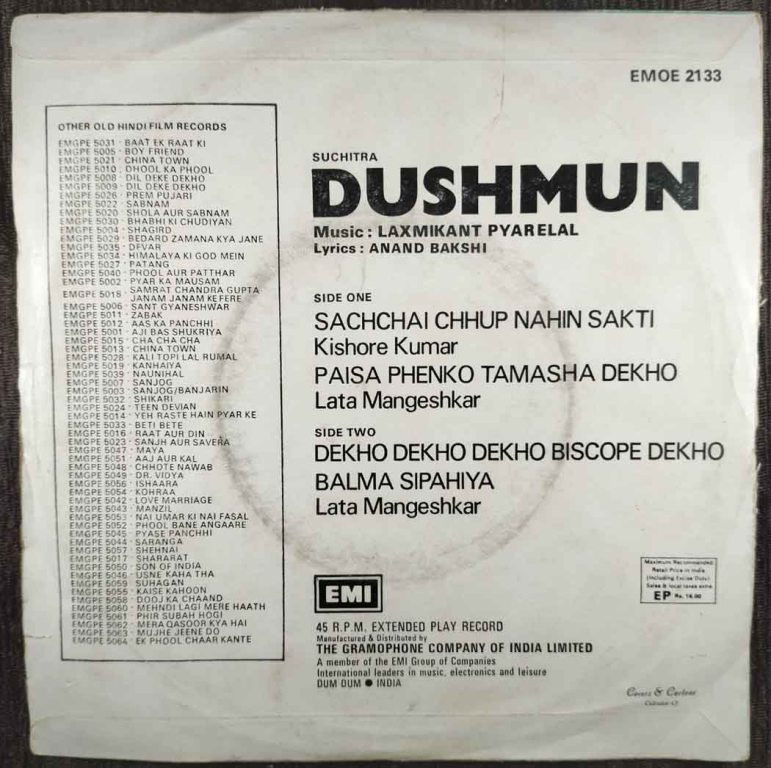 EMOE 2133
OTHER OLD HINDI FILM RECORDS
EMGPE 5031 - BAAT EK RAAT KI
EMGPE 5005 - BOY FRIEND
EMGPE 5021 - CHINA TOWN
EMGPE 5010 - DHOOL KA PHOOL
EMGPE 5008 - DIL DEKE DEKHO
EMGPE 5009 - DIL DEKE DEKHO
EMGPE 5026 - PREM PUJARI
EMGPE 5022 - SABNAM
EMGPE 5020 - SHOLA AUR SABNAM
EMGPE 5030 - BHABHI KI CHUDIYAN
EMGPE 5004 - SHAGIRD
EMGPE 5029 - BEDARD ZAMANA KYA JANE
EMGPE 5035 - DEVAR
EMGPE 5034 - HIMALAYA KI GOD MEIN
EMGPE 5027 - PATANG
EMGPE 5040 - PHOOL AUR PATTHAR
EMGPE 5002 - PYAR KA MAUSAM
EMGPE 5018 - SAMRAT CHANDRA GUPTA
JANAM JANAM KEFERE
EMGPE 5006 - SANT GYANESHWAR
EMGPE 5011 - ZABAK
EMGPE 5012 - AAS KA PANCHHI
EMGPE 5001 - AJI BAS SHUKRIYA
EMGPE 5015 - CHA CHA CHA
EMGPE 5013 - CHINA TOWN
EMGPE 5028 - KALI TOPI LAL RUMAL
EMGPE 5019 - KANHAIYA
EMGPE 5039 - NAUNIHAL
EMGPE 5007 - SANJOG
EMGPE 5003 - SANJOG/BANJARIN
EMGPE 5032 - SHIKARI
EMGPE 5024 - TEEN DEVIAN
EMGPE 5014 - YEH RASTE HAIN PYAR KE
EMGPE 5033 - BETI BETE
EMGPE 5016 - RAAT AUR DIN
EMGPE 5023 - SANJH AUR SAVERA
EMGPE 5047 - MAYA
EMGPE 5051 - AAJ AUR KAL
EMGPE 5048 - CHHOTE NAWAB
EMGPE 5049 - DR. VIDYA
EMGPE 5056 - ISHAARA
EMGPE 5054 - KOHRAA
EMGPE 5042 - LOVE MARRIAGE
EMGPE 5043 - MANZIL
EMGPE 5053 - NAI UMAR KI NAI FASAL
EMGPE 5052 - PHOOL BANE ANGAARE
EMGPE 5045 - PYASE PANCHHI
EMGPE 5044 - SARANGA
EMGPE 5057 - SHEHNAI
EMGPE 5017 - SHARARAT
EMGPE 5050 - SON OF INDIA
EMGPE 5046 - USNE KAHA THA
EMGPE 5059 - SUHAGAN
EMGPE 5055 - KAISE KAHOON
EMGPE 5058 - DOOJ KA CHAAND
EMGPE 5060 - MEHNDI LAGI MERE HAATH
EMGPE 5061 - PHIR SUBAH HOGI
EMGPE 5062 - MERA QASOOR KYA HAI
EMGPE 5063 - MUJHE JEENE DO
EMGPE 5064 - EK PHOOL CHAAR KANTE
SUCHITRA
DUSHMUN
Music : LAXMIKANT PYARELAL
Lyrics : ANAND BAKSHI
SIDE ONE
SACHCHAI CHHUP NAHIN SAKTI
Kishore Kumar
PAISA PHENKO TAMASHA DEKHO
Lata Mangeshkar
SIDE TWO
DEKHO DEKHO DEKHO BISCOPE DEKHO
BALMA SIPAHIYA
Lata Mangeshkar
Maximum Recommended
Retail Price in India
(Including Excise Duty)
Sales & local taxes extra
EP Rs. 16.00
EMI
45 R.P.M. EXTENDED PLAY RECORD
Manufactured & Distributed by
THE GRAMOPHONE COMPANY OF INDIA LIMITED
A member of the EMI Group of Companies
International leaders in music, electronics and leisure
DUM DUM ● INDIA
Covers & Cartons